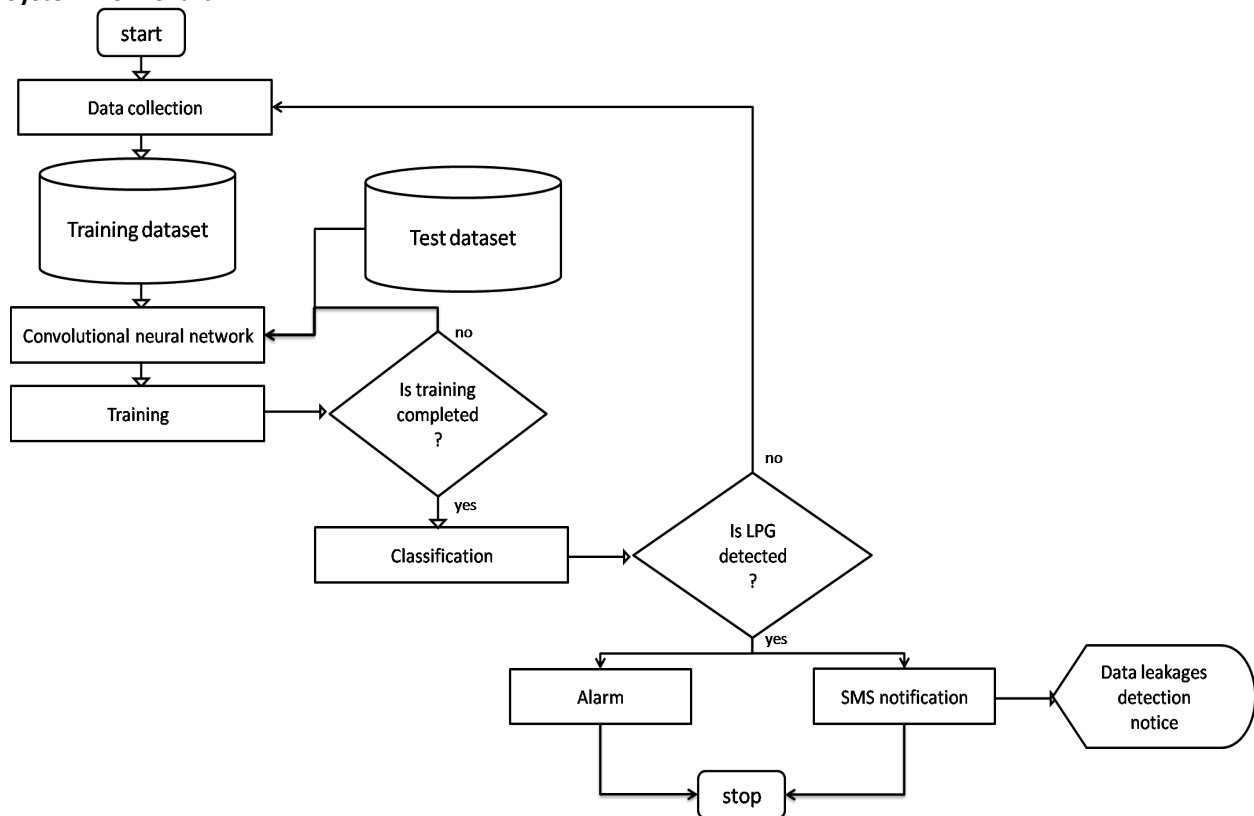 start
Data collection
Training dataset
Test dataset
Convolutional neural network
no
Is training
completed
?
Training
yes
no
Classification
Is LPG
detected
?
yes
Alarm
SMS notification
Data leakages
detection
notice
stop